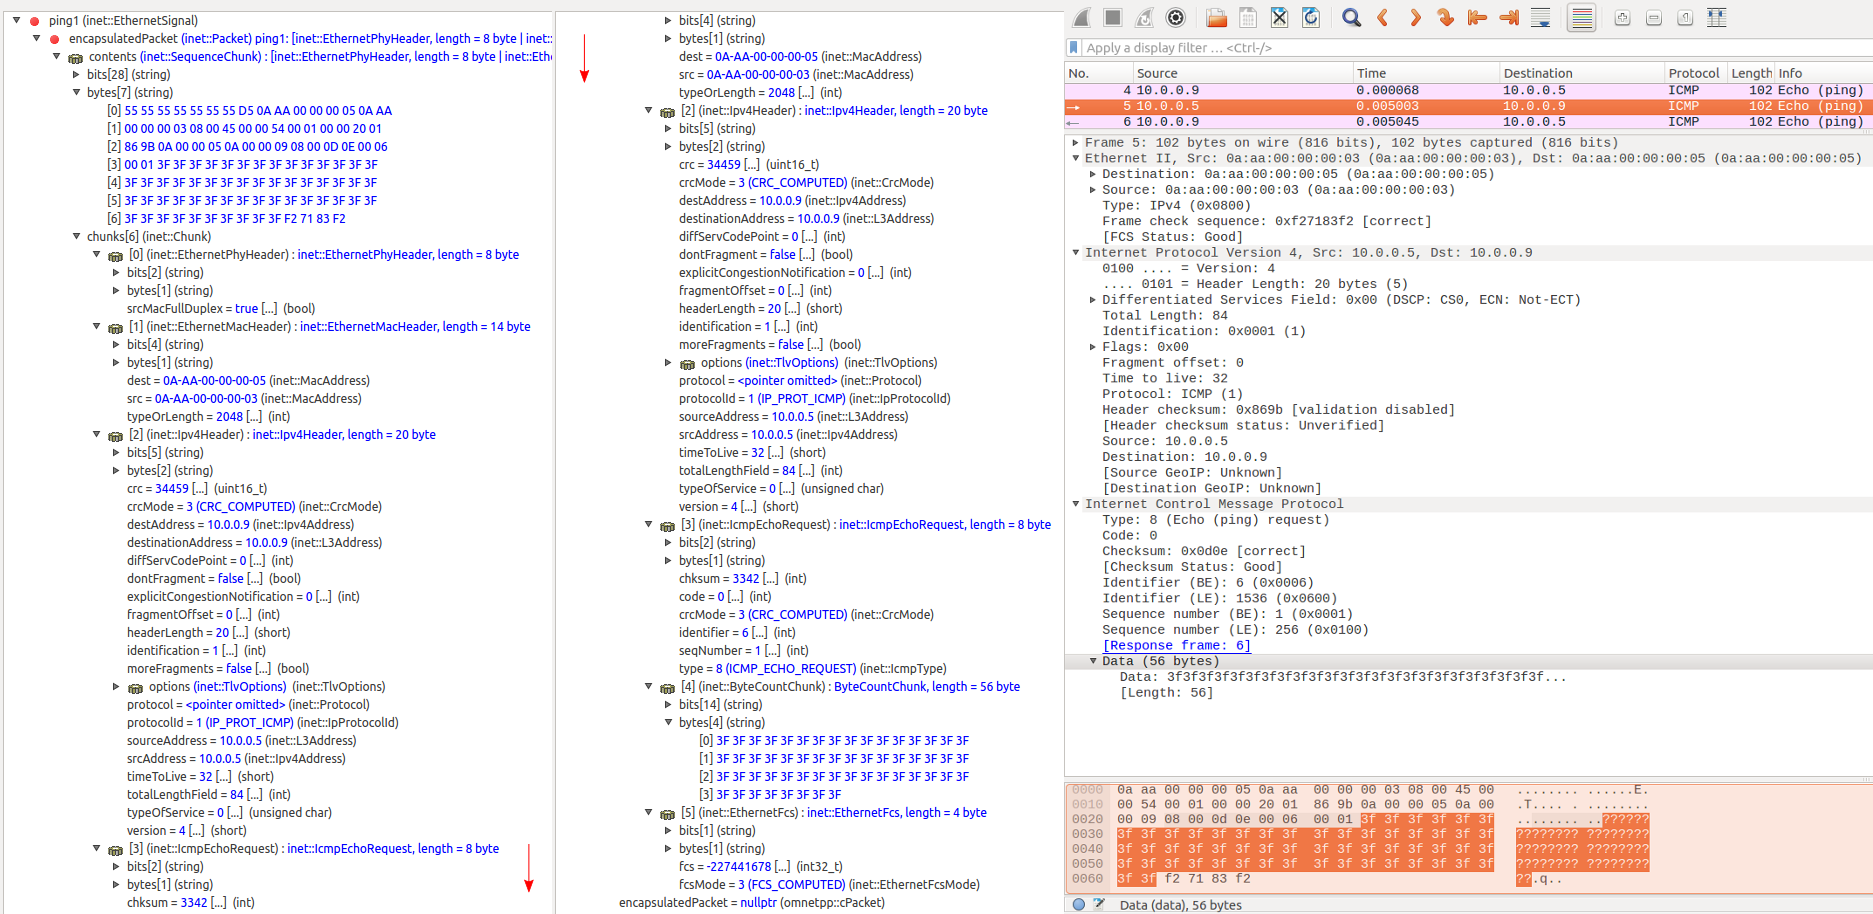 ping1 (inet::EthernetSignal)
encapsulatedPacket (inet::Packet) ping1: [inet::EthernetPhyHeader, length = 8 byte | inet::
contents (inet::SequenceChunk) : [inet::EthernetPhyHeader, length = 8 byte | inet::Eth
bits[28] (string)
bytes[7] (string)
[0] 55 55 55 55 55 55 55 D5 0A AA 00 00 00 05 0A AA
[1] 00 00 00 03 08 00 45 00 00 54 00 01 00 00 20 01
[2] 86 9B 0A 00 00 05 0A 00 00 09 08 00 0D 0E 00 06
[3] 00 01 3F 3F 3F 3F 3F 3F 3F 3F 3F 3F 3F 3F 3F 3F
[4] 3F 3F 3F 3F 3F 3F 3F 3F 3F 3F 3F 3F 3F 3F 3F 3F
[5] 3F 3F 3F 3F 3F 3F 3F 3F 3F 3F 3F 3F 3F 3F 3F 3F
[6] 3F 3F 3F 3F 3F 3F 3F 3F 3F 3F F2 71 83 F2
chunks[6] (inet::Chunk)
[0] (inet::EthernetPhyHeader) : inet::EthernetPhyHeader, length = 8 byte
bits[2] (string)
bytes[1] (string)
srcMacFullDuplex = true [...] (bool)
[1] (inet::EthernetMacHeader) : inet::EthernetMacHeader, length = 14 byte
bits[4] (string)
bytes[1] (string)
dest = 0A-AA-00-00-00-05 (inet::MacAddress)
src = 0A-AA-00-00-00-03 (inet::MacAddress)
typeOrLength = 2048 [...] (int)
[2] (inet::Ipv4Header) : inet::Ipv4Header, length = 20 byte
bits[5] (string)
bytes[2] (string)
crc = 34459 [...] (uint16_t)
crcMode = 3 (CRC_COMPUTED) (inet::CrcMode)
destAddress = 10.0.0.9 (inet::Ipv4Address)
destinationAddress = 10.0.0.9 (inet::L3Address)
diffServCodePoint = 0 [...] (int)
dontFragment = false [...] (bool)
explicitCongestionNotification = 0 [...] (int)
fragmentOffset = 0 [...] (int)
headerLength = 20 [...] (short)
identification = 1 [...] (int)
moreFragments = false [...] (bool)
options (inet::TlvOptions) (inet::TlvOptions)
protocol = <pointer omitted> (inet::Protocol)
protocolId = 1 (IP_PROT_ICMP) (inet::IpProtocolId)
sourceAddress = 10.0.0.5 (inet::L3Address)
srcAddress = 10.0.0.5 (inet::Ipv4Address)
timeToLive = 32 [...] (short)
totalLengthField = 84 [...] (int)
typeOfService = 0 [...] (unsigned char)
version = 4 [...] (short)
[3] (inet::IcmpEchoRequest) : inet::IcmpEchoRequest, length = 8 byte
bits[2] (string)
bytes[1] (string)
chksum = 3342 [...] (int)
bits[4] (string)
bytes[1] (string)
dest = 0A-AA-00-00-00-05 (inet::MacAddress)
src = 0A-AA-00-00-00-03 (inet::MacAddress)
typeOrLength = 2048 [...] (int)
[2] (inet::Ipv4Header) : inet::Ipv4Header, length = 20 byte
bits[5] (string)
bytes[2] (string)
crc = 34459 [...] (uint16_t)
crcMode = 3 (CRC_COMPUTED) (inet::CrcMode)
destAddress = 10.0.0.9 (inet::Ipv4Address)
destinationAddress = 10.0.0.9 (inet::L3Address)
diffServCodePoint = 0 [...] (int)
dontFragment = false [...] (bool)
explicitCongestionNotification = 0 [...] (int)
fragmentOffset = 0 [...] (int)
headerLength = 20 [...] (short)
identification = 1 [...] (int)
moreFragments = false [...] (bool)
options (inet::TlvOptions) (inet::TlvOptions)
protocol = <pointer omitted> (inet::Protocol)
protocolId = 1 (IP_PROT_ICMP) (inet::IpProtocolId)
sourceAddress = 10.0.0.5 (inet::L3Address)
srcAddress = 10.0.0.5 (inet::Ipv4Address)
timeToLive = 32 [...] (short)
totalLengthField = 84 [...] (int)
typeOfService = 0 [...] (unsigned char)
version = 4 [...] (short)
[3] (inet::IcmpEchoRequest) : inet::IcmpEchoRequest, length = 8 byte
bits[2] (string)
bytes[1] (string)
chksum = 3342 [...] (int)
code = 0 [...] (int)
crcMode = 3 (CRC_COMPUTED) (inet::CrcMode)
identifier = 6 [...] (int)
seqNumber = 1 [...] (int)
type = 8 (ICMP_ECHO_REQUEST) (inet::IcmpType)
[4] (inet::ByteCountChunk) : ByteCountChunk, length = 56 byte
bits[14] (string)
bytes[4] (string)
[0] 3F 3F 3F 3F 3F 3F 3F 3F 3F 3F 3F 3F 3F 3F 3F 3F
[1] 3F 3F 3F 3F 3F 3F 3F 3F 3F 3F 3F 3F 3F 3F 3F 3F
[2] 3F 3F 3F 3F 3F 3F 3F 3F 3F 3F 3F 3F 3F 3F 3F 3F
[3] 3F 3F 3F 3F 3F 3F 3F 3F
[5] (inet::EthernetFcs) : inet::EthernetFcs, length = 4 byte
bits[1] (string)
bytes[1] (string)
fcs = -227441678 [...] (int32_t)
fcsMode = 3 (FCS_COMPUTED) (inet::EthernetFcsMode)
encapsulatedPacket = nullptr (omnetpp::cPacket)
Apply a display filter ... <Ctrl-/>
No. Source Time Destination Protocol Length Info
4 10.0.0.9 0.000068 10.0.0.5 ICMP 102 Echo (ping)
5 10.0.0.5 0.005003 10.0.0.9 ICMP 102 Echo (ping)
6 10.0.0.9 0.005045 10.0.0.5 ICMP 102 Echo (ping)
Frame 5: 102 bytes on wire (816 bits), 102 bytes captured (816 bits)
Ethernet II, Src: 0a:aa:00:00:00:03 (0a:aa:00:00:00:03), Dst: 0a:aa:00:00:00:05 (0a:aa:00:00:00:05)
Destination: 0a:aa:00:00:00:05 (0a:aa:00:00:00:05)
Source: 0a:aa:00:00:00:03 (0a:aa:00:00:00:03)
Type: IPv4 (0x0800)
Frame check sequence: 0xf27183f2 [correct]
[FCS Status: Good]
Internet Protocol Version 4, Src: 10.0.0.5, Dst: 10.0.0.9
0100 .... = Version: 4
.... 0101 = Header Length: 20 bytes (5)
Differentiated Services Field: 0x00 (DSCP: CS0, ECN: Not-ECT)
Total Length: 84
Identification: 0x0001 (1)
Flags: 0x00
Fragment offset: 0
Time to live: 32
Protocol: ICMP (1)
Header checksum: 0x869b [validation disabled]
[Header checksum status: Unverified]
Source: 10.0.0.5
Destination: 10.0.0.9
[Source GeoIP: Unknown]
[Destination GeoIP: Unknown]
Internet Control Message Protocol
Type: 8 (Echo (ping) request)
Code: 0
Checksum: 0x0d0e [correct]
[Checksum Status: Good]
Identifier (BE): 6 (0x0006)
Identifier (LE): 1536 (0x0600)
Sequence number (BE): 1 (0x0001)
Sequence number (LE): 256 (0x0100)
[Response frame: 6]
Data (56 bytes)
Data: 3f3f3f3f3f3f3f3f3f3f3f3f3f3f3f3f3f3f3f3f3f3f3f3f...
[Length: 56]
0000 0a aa 00 00 00 05 0a aa 00 00 00 03 08 00 45 00 ........ ......E.
0010 00 54 00 01 00 00 20 01 86 9b 0a 00 00 05 0a 00 .T.... . ........
0020 00 09 08 00 0d 0e 00 06 00 01 3f 3f 3f 3f 3f 3f ........ ..??????
0030 3f 3f 3f 3f 3f 3f 3f 3f 3f 3f 3f 3f 3f 3f 3f 3f ???????? ????????
0040 3f 3f 3f 3f 3f 3f 3f 3f 3f 3f 3f 3f 3f 3f 3f 3f ???????? ????????
0050 3f 3f 3f 3f 3f 3f 3f 3f 3f 3f 3f 3f 3f 3f 3f 3f ???????? ????????
0060 3f 3f f2 71 83 f2 ??.q..
Data (data), 56 bytes